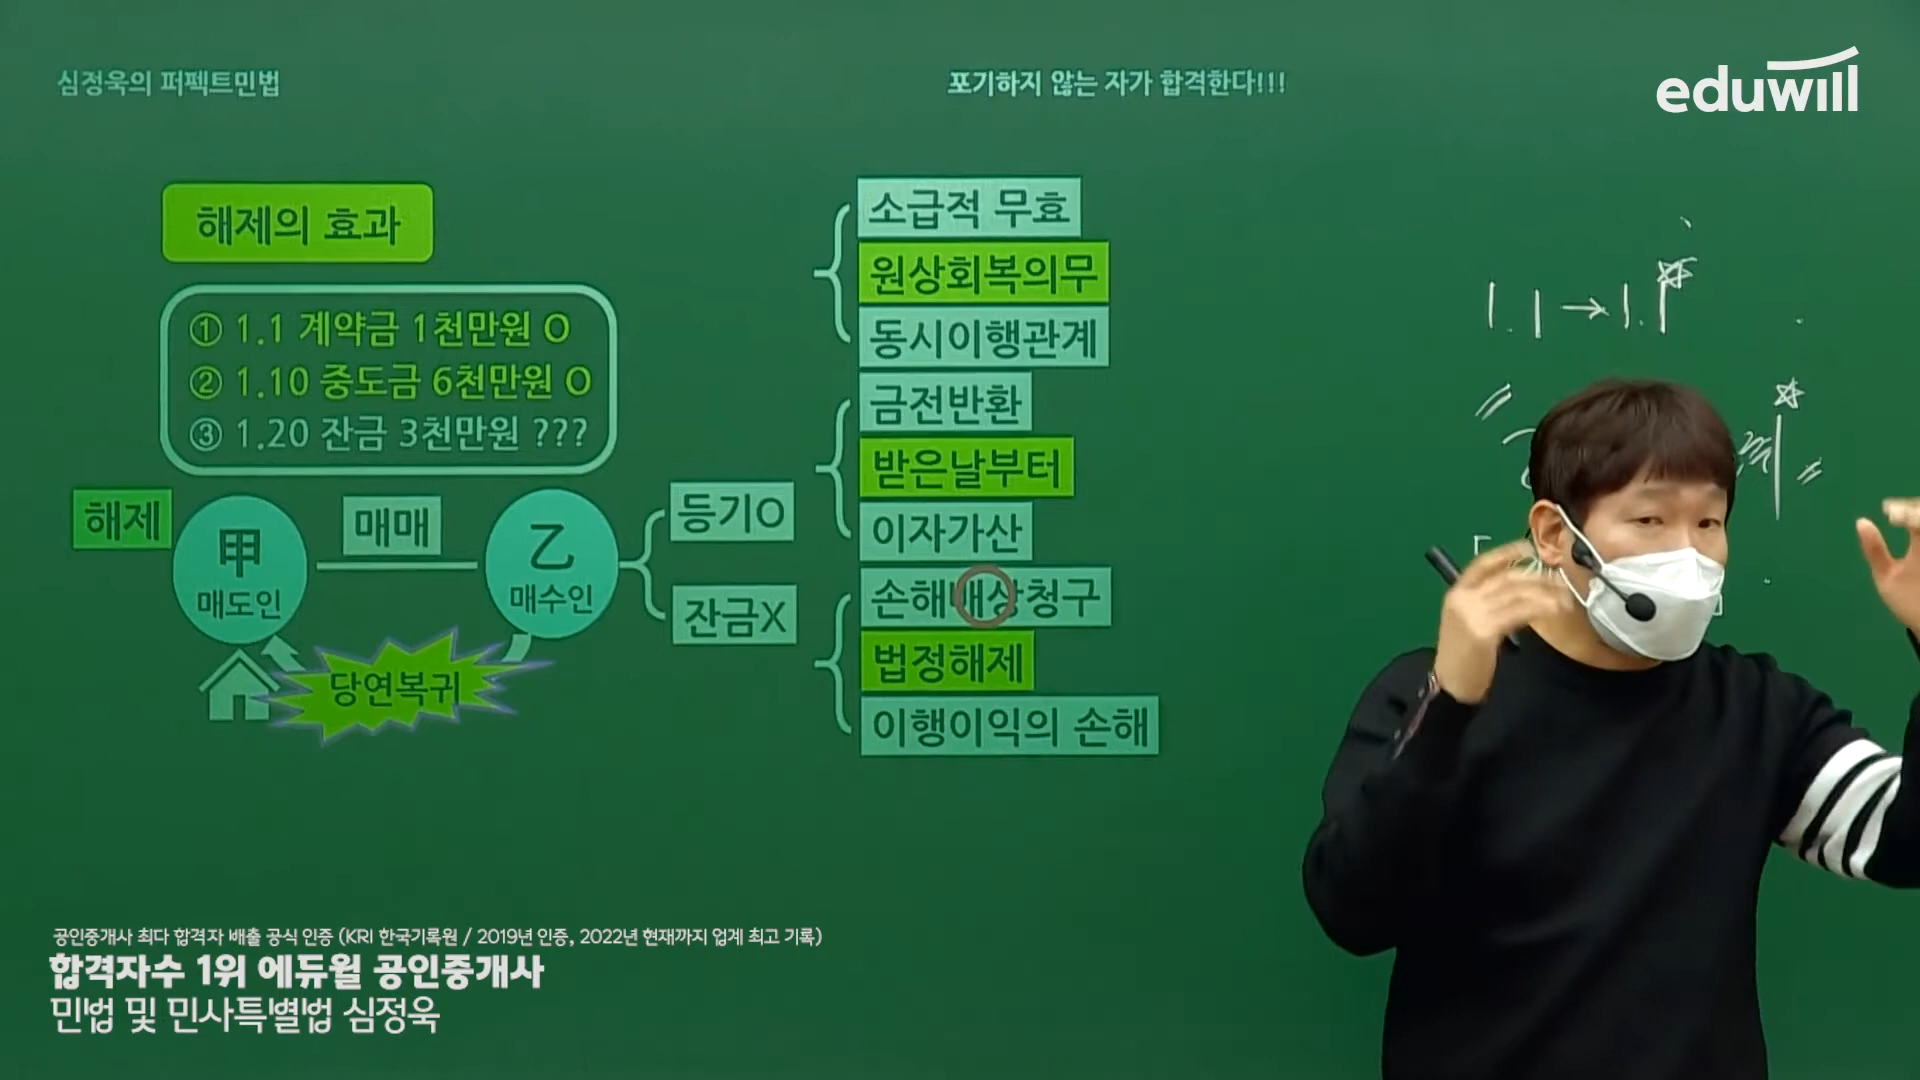 심정욱의 퍼펙트민법
포기하지 않는 자가 합격한다!!!
eduwill
해제의 효과
① 1.1 계약금 1천만원 O
② 1.10 중도금 6천만원 O
③ 1.20 잔금 3천만원 ???
해제
甲
매도인
매매
乙
매수인
당연복귀
등기O
잔금X
소급적 무효
원상회복의무
동시이행관계
금전반환
받은날부터
이자가산
손해배상청구
법정해제
이행이익의 손해
1.1→1.1
공인중개사 최다 합격자 배출 공식 인증 (KRI 한국기록원 / 2019년 인증, 2022년 현재까지 업계 최고 기록)
합격자수 1위 에듀윌 공인중개사
민법 및 민사특별법 심정욱